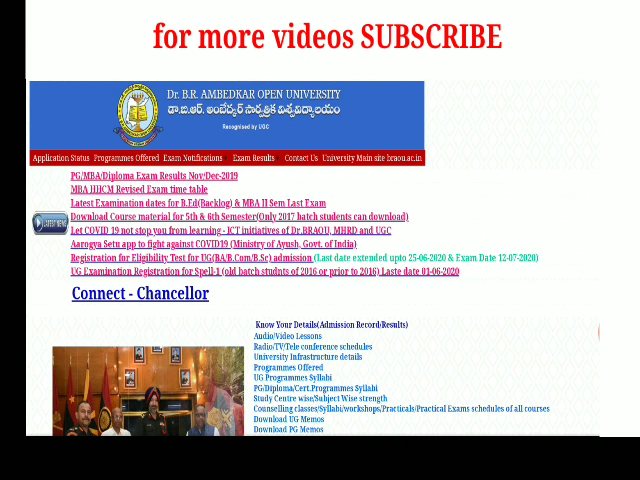 for more videos SUBSCRIBE
Dr. B.R. AMBEDKAR OPEN UNIVERSITY
డా.బి.ఆర్. అంబేద్కర్ సార్వత్రిక విశ్వవిద్యాలయం
Recognised by UGC
Application Status Programmes Offered Exam Notifications Exam Results Contact Us University Main site braou.ac.in
PG/MBA/Diploma Exam Results Nov/Dec-2019
MBA HHCM Revised Exam time table
Latest Examination dates for B.Ed(Backlog) & MBA II Sem Last Exam
LATEST NEWS Download Course material for 5th & 6th Semester(Only 2017 batch students can download)
Let COVID 19 not stop you from learning - ICT initiatives of Dr.BRAOU, MHRD and UGC
Aarogya Setu app to fight against COVID19 (Ministry of Ayush, Govt. of India)
Registration for Eligibility Test for UG(BA/B.Com/B.Sc) admission (Last date extended upto 25-06-2020 & Exam Date 12-07-2020)
UG Examination Registration for Spell-1 (old batch studnts of 2016 or prior to 2016) Laste date 01-06-2020
Connect - Chancellor
Know Your Details(Admission Record/Results)
Audio/Video Lessons
Radio/TV/Tele conference schedules
University Infrastructure details
Programmes Offered
UG Programmes Syllabi
PG/Diploma/Cert.Programmes Syllabi
Study Centre wise/Subject Wise strength
Counselling classes/Syllabi/workshops/Practicals/Practical Exams schedules of all courses
Download UG Memos
Download PG Memos